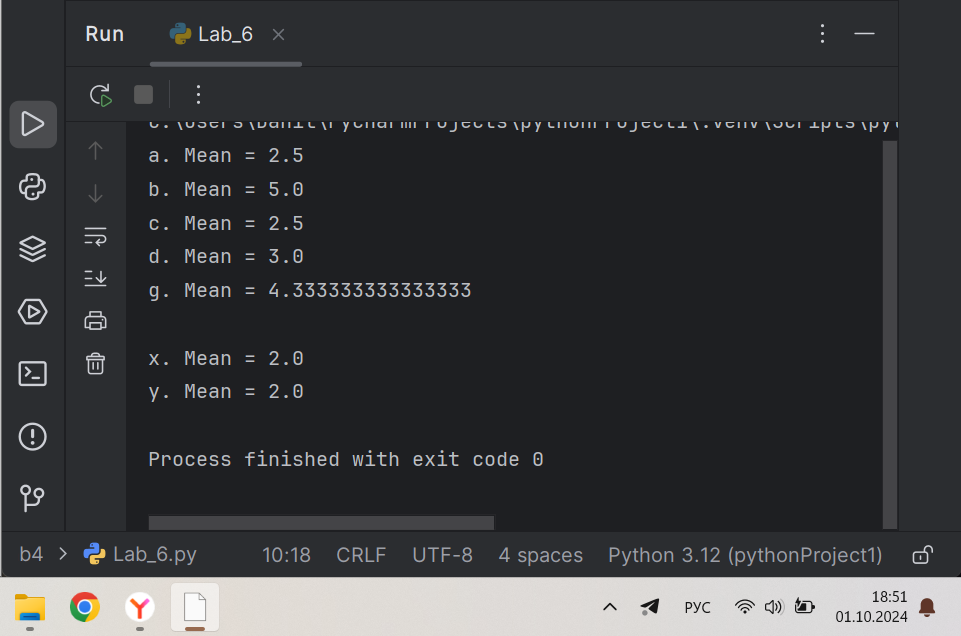 Run Lab_6
c:\Users\Danil\PycharmProjects\pythonProject1\.venv\Scripts\pyt
a. Mean = 2.5
b. Mean = 5.0
c. Mean = 2.5
d. Mean = 3.0
g. Mean = 4.333333333333333
x. Mean = 2.0
y. Mean = 2.0
Process finished with exit code 0
b4 > Lab_6.py 10:18 CRLF UTF-8 4 spaces Python 3.12 (pythonProject1)
РУС 18:51
01.10.2024